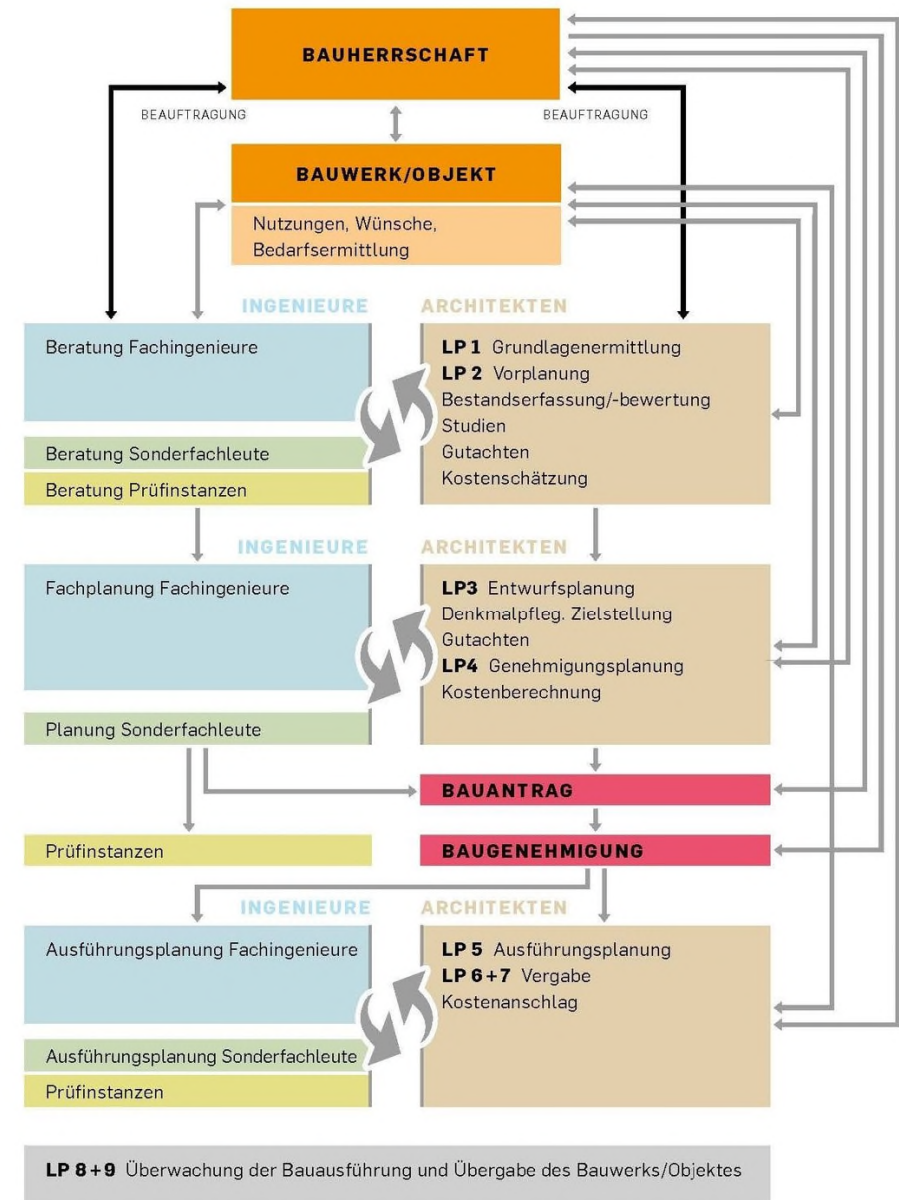 BAUHERRSCHAFT
BEAUFTRAGUNG
BEAUFTRAGUNG
BAUWERK/OBJEKT
Nutzungen, Wünsche,
Bedarfsermittlung
INGENIEURE
ARCHITEKTEN
Beratung Fachingenieure
Beratung Sonderfachleute
Beratung Prüfinstanzen
LP 1 Grundlagenermittlung
LP 2 Vorplanung
Bestandserfassung/-bewertung
Studien
Gutachten
Kostenschätzung
INGENIEURE
ARCHITEKTEN
Fachplanung Fachingenieure
Planung Sonderfachleute
LP3 Entwurfsplanung
Denkmalpfleg. Zielstellung
Gutachten
LP4 Genehmigungsplanung
Kostenberechnung
BAUANTRAG
Prüfinstanzen
BAUGENEHMIGUNG
INGENIEURE
ARCHITEKTEN
Ausführungsplanung Fachingenieure
Ausführungsplanung Sonderfachleute
Prüfinstanzen
LP 5 Ausführungsplanung
LP 6+7 Vergabe
Kostenanschlag
LP 8+9 Überwachung der Bauausführung und Übergabe des Bauwerks/Objektes